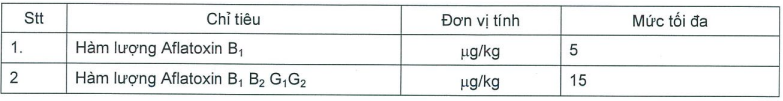 Stt Chỉ tiêu Đơn vị tính Mức tối đa
1. Hàm lượng Aflatoxin B₁ μg/kg 5
2 Hàm lượng Aflatoxin B₁ B₂ G₁G₂ μg/kg 15